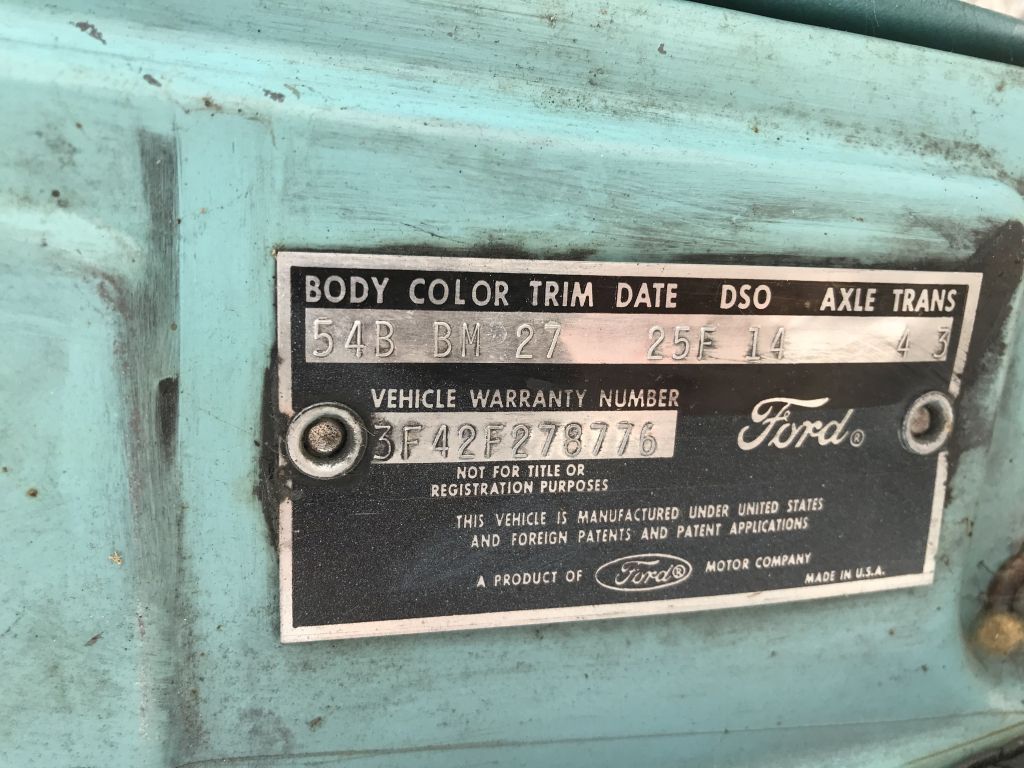 BODY COLOR TRIM DATE DSO AXLE TRANS
54B BM 27 25F 14 4 3
VEHICLE WARRANTY NUMBER
3F42F278776
Ford®
NOT FOR TITLE OR
REGISTRATION PURPOSES
THIS VEHICLE IS MANUFACTURED UNDER UNITED STATES
AND FOREIGN PATENTS AND PATENT APPLICATIONS
A PRODUCT OF Ford® MOTOR COMPANY
MADE IN U.S.A.